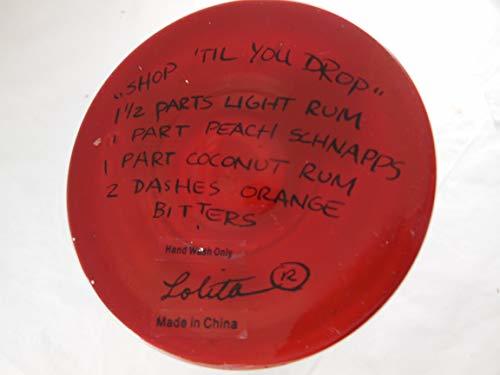 "SHOP 'TIL YOU DROP"
1 1/2 PARTS LIGHT RUM
1 PART PEACH SCHNAPPS
1 PART COCONUT RUM
2 DASHES ORANGE
BITTERS
Hand Wash Only
Lolita ®
Made in China